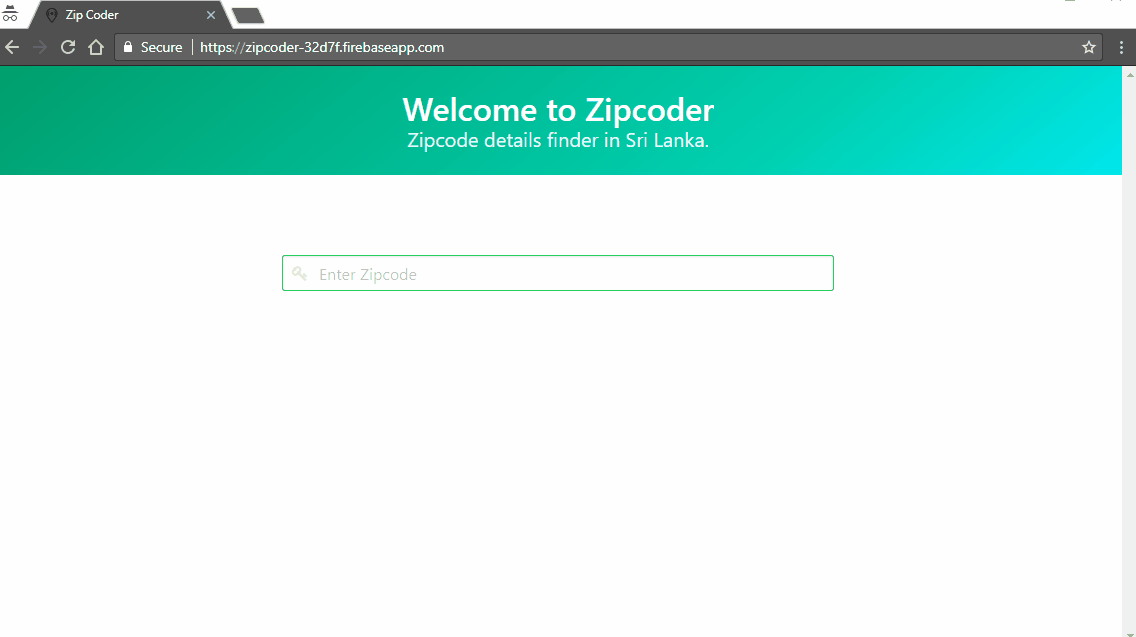 Zip Coder
Secure
https://zipcoder-32d7f.firebaseapp.com
Welcome to Zipcoder
Zipcode details finder in Sri Lanka.
Enter Zipcode